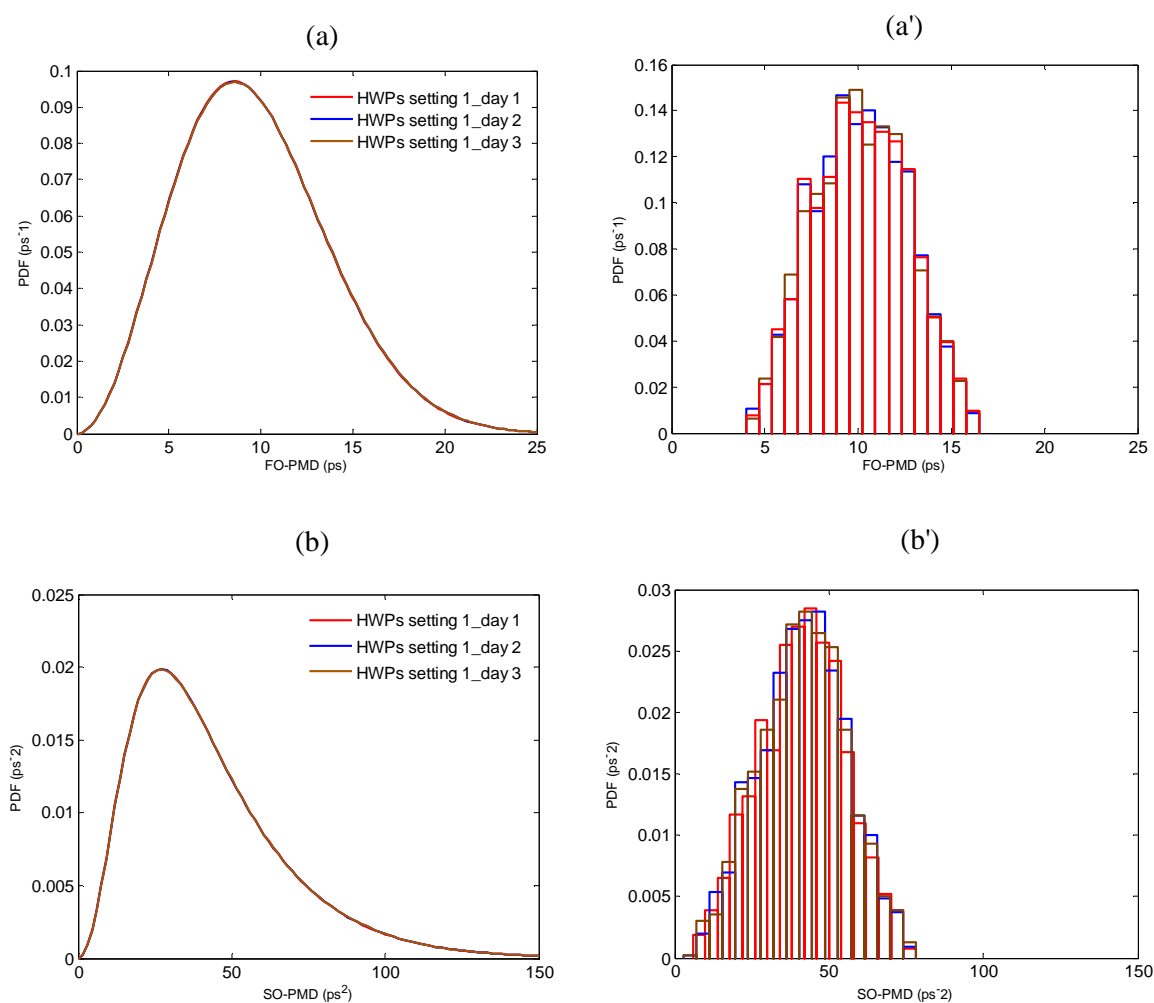 (a)
0.1
0.09
0.08
0.07
0.06
0.05
0.04
0.03
0.02
0.01
0
PDF (ps-1)
HWPs setting 1_day 1
HWPs setting 1_day 2
HWPs setting 1_day 3
0 5 10 15 20 25
FO-PMD (ps)
(a')
0.16
0.14
0.12
0.10
0.08
0.06
0.04
0.02
0
PDF (ps-1)
0 5 10 15 20 25
FO-PMD (ps)
(b)
0.025
0.02
0.015
0.01
0.005
0
PDF (ps-2)
HWPs setting 1_day 1
HWPs setting 1_day 2
HWPs setting 1_day 3
0 50 100 150
SO-PMD (ps²)
(b')
0.03
0.025
0.02
0.015
0.01
0.005
0
PDF (ps-2)
0 50 100 150
SO-PMD (ps-2)